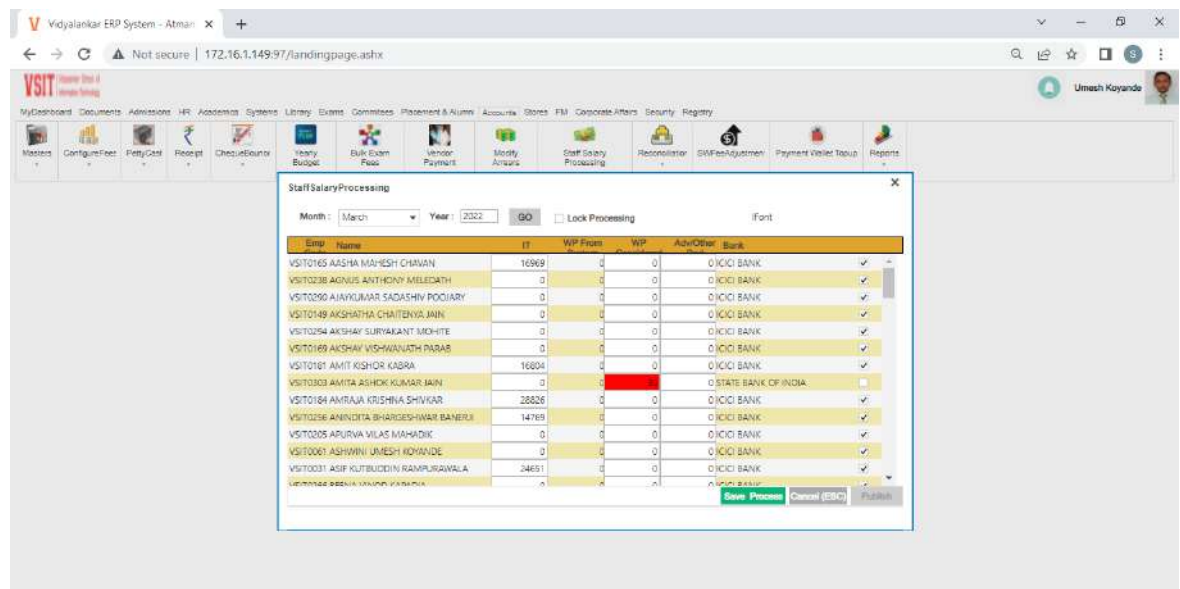 Vidyalankar ERP System - Atman
Not secure | 172.16.1.149:97/landingpage.ashx
VSIT
Umesh Koyande
MyDashboard Documents Admissions HR Academics Systems Library Exams Committees Placement & Alumni Accounts Stores FM Corporate Affairs Security Registry
Masters ConfigureFees PettyCash Receipt ChequeBounce Yearly Budget Bulk Exam Fees Vendor Payment Modify Arrears Staff Salary Processing Reconciliation SWFeeAdjustmen Payment Wallet Topup Reports
StaffSalaryProcessing
Month : March Year : 2022 GO Lock Processing iFont
Emp Name IT WP From WP Adv/Other Bank
VSIT0165 AASHA MAHESH CHAVAN 16969 0 0 0 ICICI BANK
VSIT0238 AGNUS ANTHONY MELEDATH 0 0 0 0 ICICI BANK
VSIT0290 AJAYKUMAR SADASHIV POOJARY 0 0 0 0 ICICI BANK
VSIT0149 AKSHATHA CHAITENYA JAIN 0 0 0 0 ICICI BANK
VSIT0294 AKSHAY SURYAKANT MOHITE 0 0 0 0 ICICI BANK
VSIT0169 AKSHAY VISHWANATH PARAB 0 0 0 0 ICICI BANK
VSIT0181 AMIT KISHOR KABRA 16804 0 0 0 ICICI BANK
VSIT0303 AMITA ASHOK KUMAR JAIN 0 0 0 STATE BANK OF INDIA
VSIT0184 AMRAJA KRISHNA SHIVKAR 28826 0 0 0 ICICI BANK
VSIT0256 ANINDITA BHARGESHWAR BANERJI 14769 0 0 0 ICICI BANK
VSIT0205 APURVA VILAS MAHADIK 0 0 0 0 ICICI BANK
VSIT0061 ASHWINI UMESH KOYANDE 0 0 0 0 ICICI BANK
VSIT0031 ASIF KUTBUDDIN RAMPURAWALA 24651 0 0 0 ICICI BANK
Save Process Cancel (ESC) Publish